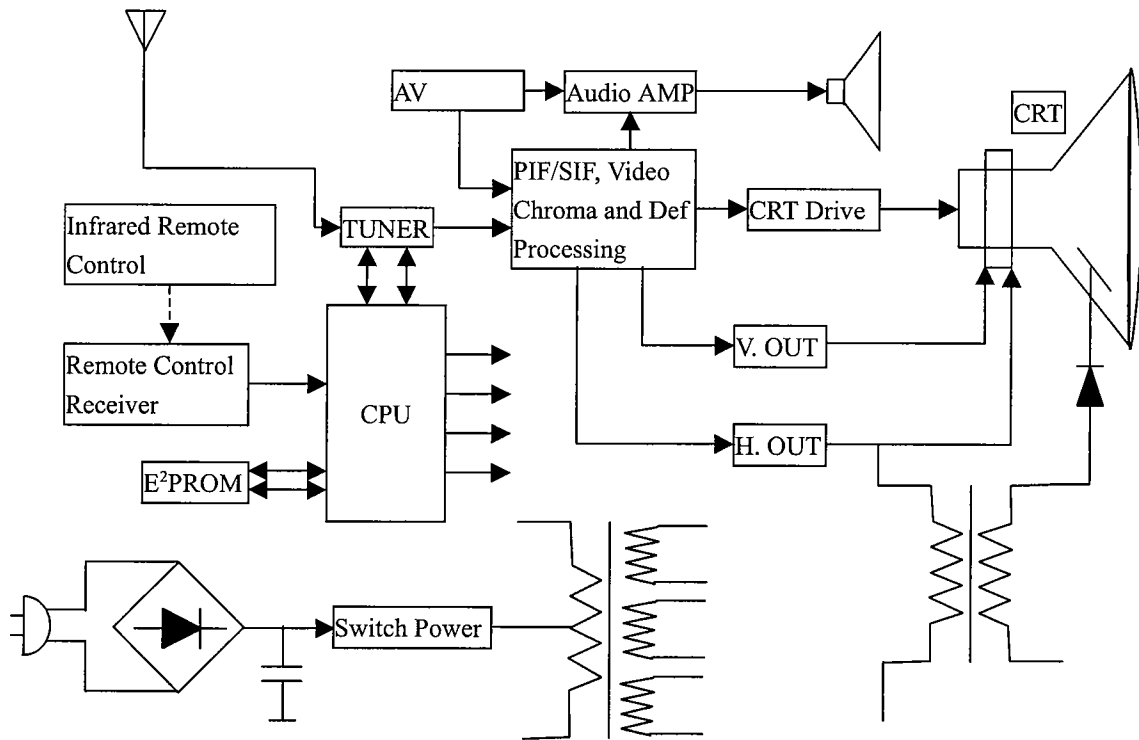 AV
Audio AMP
CRT
PIF/SIF, Video
Chroma and Def
Processing
CRT Drive
TUNER
Infrared Remote
Control
V. OUT
Remote Control
Receiver
CPU
H. OUT
E²PROM
Switch Power